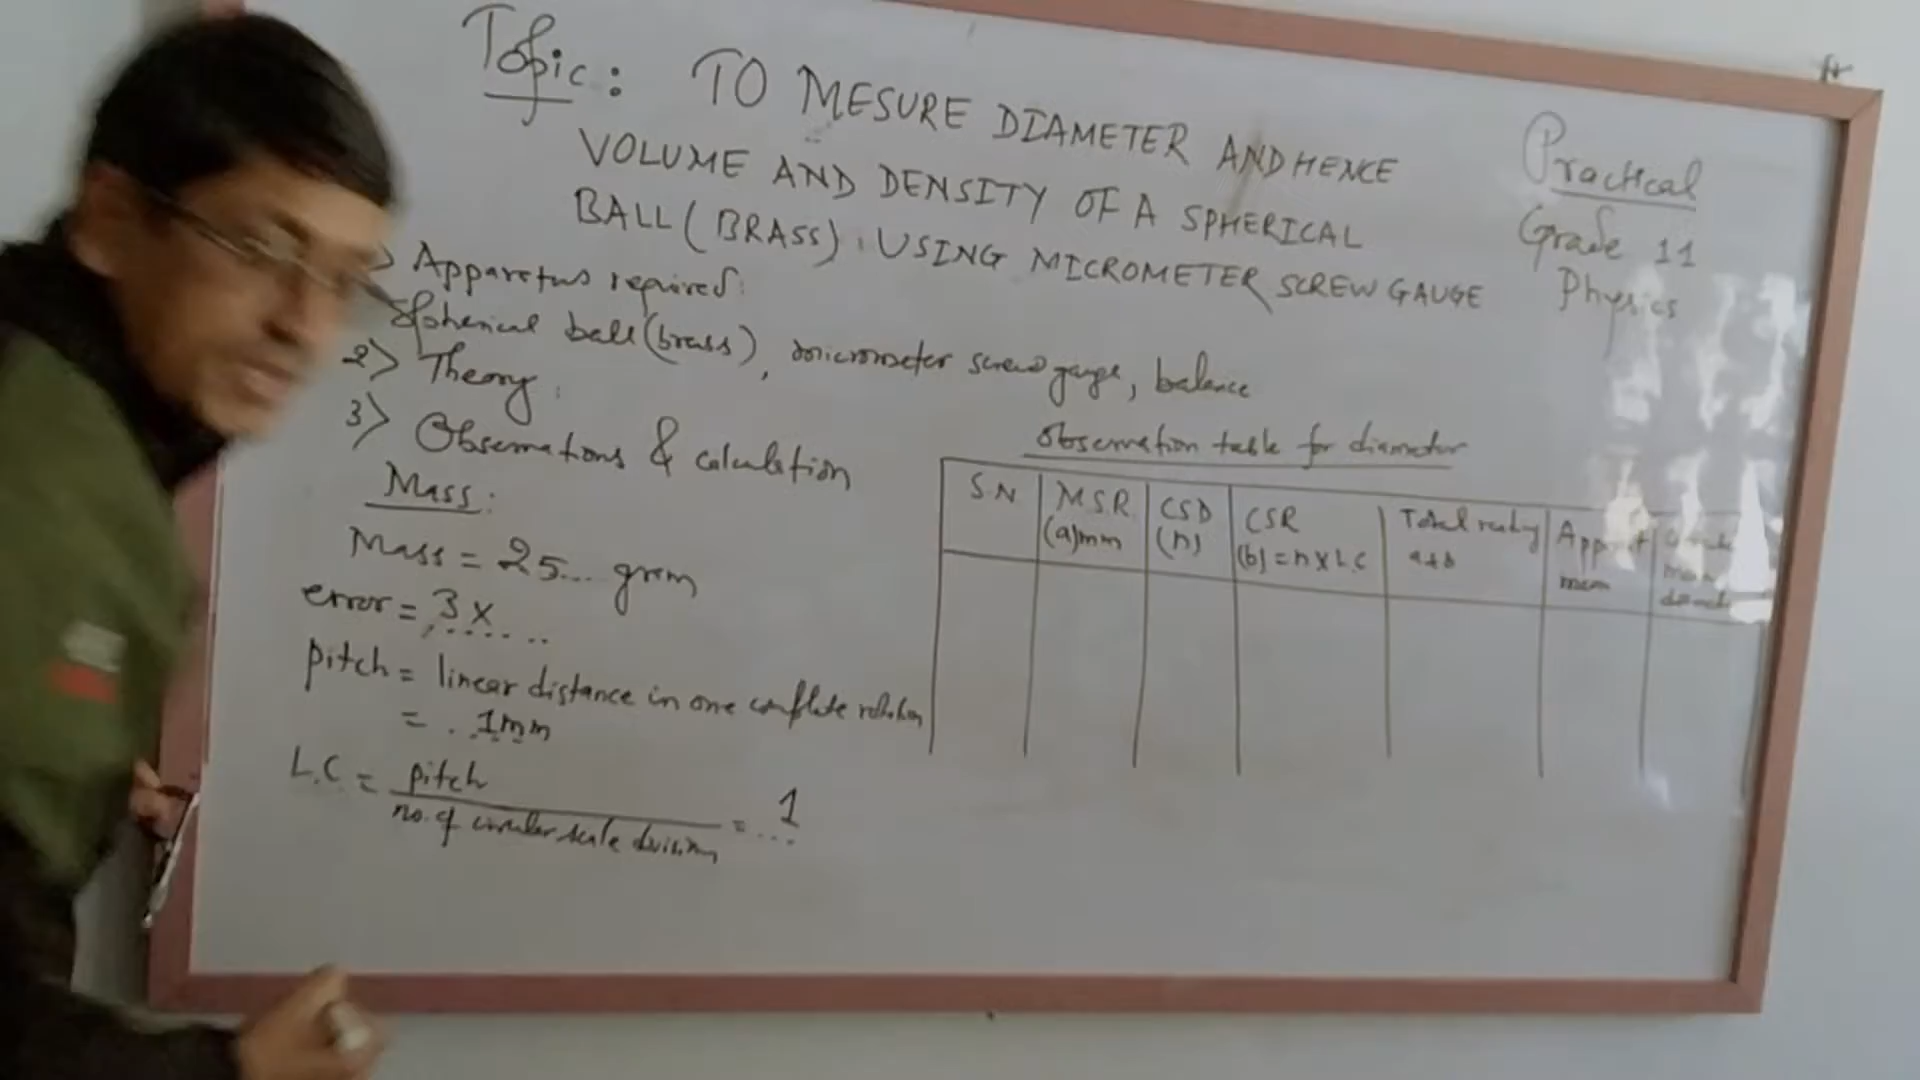 Topic: TO MESURE DIAMETER AND HENCE
VOLUME AND DENSITY OF A SPHERICAL
BALL (BRASS). USING MICROMETER SCREW GAUGE
Practical
Grade 11
Physics
Apparatus required:
Spherical ball (brass), micrometer screw gauge, balance
2> Theory:
3> Observations & calculation
Mass:
Mass = 25... gram
error = 3 x .....
pitch = linear distance in one complete rotation
= . 1mm
L.C = pitch
no. of circular scale division = 1
...
Observation table for diameter
S.N MSR (a)mm CSD (n) CSR (b) = n x L.C Total reading a+b
mean